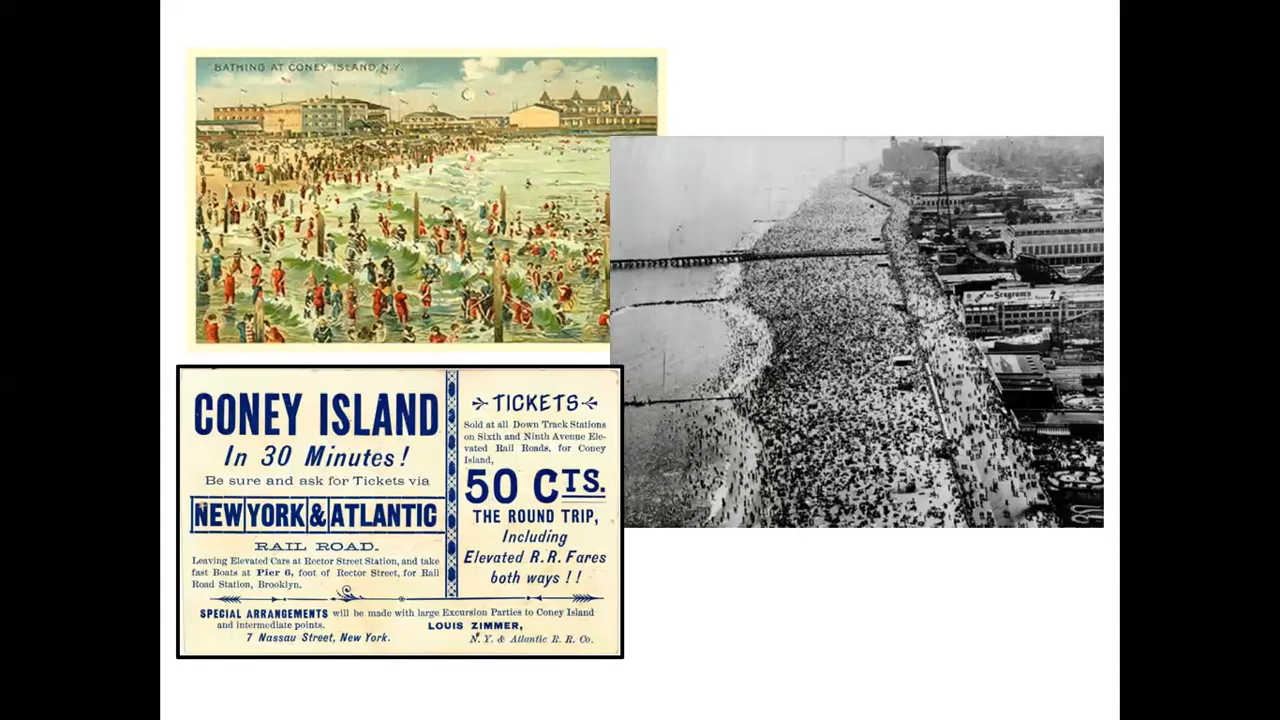 BATHING AT CONEY ISLAND, N.Y.
Seagram's
CONEY ISLAND
In 30 Minutes!
Be sure and ask for Tickets via
NEW YORK & ATLANTIC
RAIL ROAD.
Leaving Elevated Cars at Rector Street Station, and take
fast Boats at Pier 6, foot of Rector Street, for Rail
Road Station, Brooklyn.
TICKETS
Sold at all Down Track Stations
on Sixth and Ninth Avenue Ele-
vated Rail Roads, for Coney
Island,
50 CTS.
THE ROUND TRIP,
Including
Elevated R.R. Fares
both ways!!
SPECIAL ARRANGEMENTS will be made with large Excursion Parties to Coney Island
and intermediate points.
LOUIS ZIMMER,
7 Nassau Street, New York.
N. Y. & Atlantic R. R. Co.